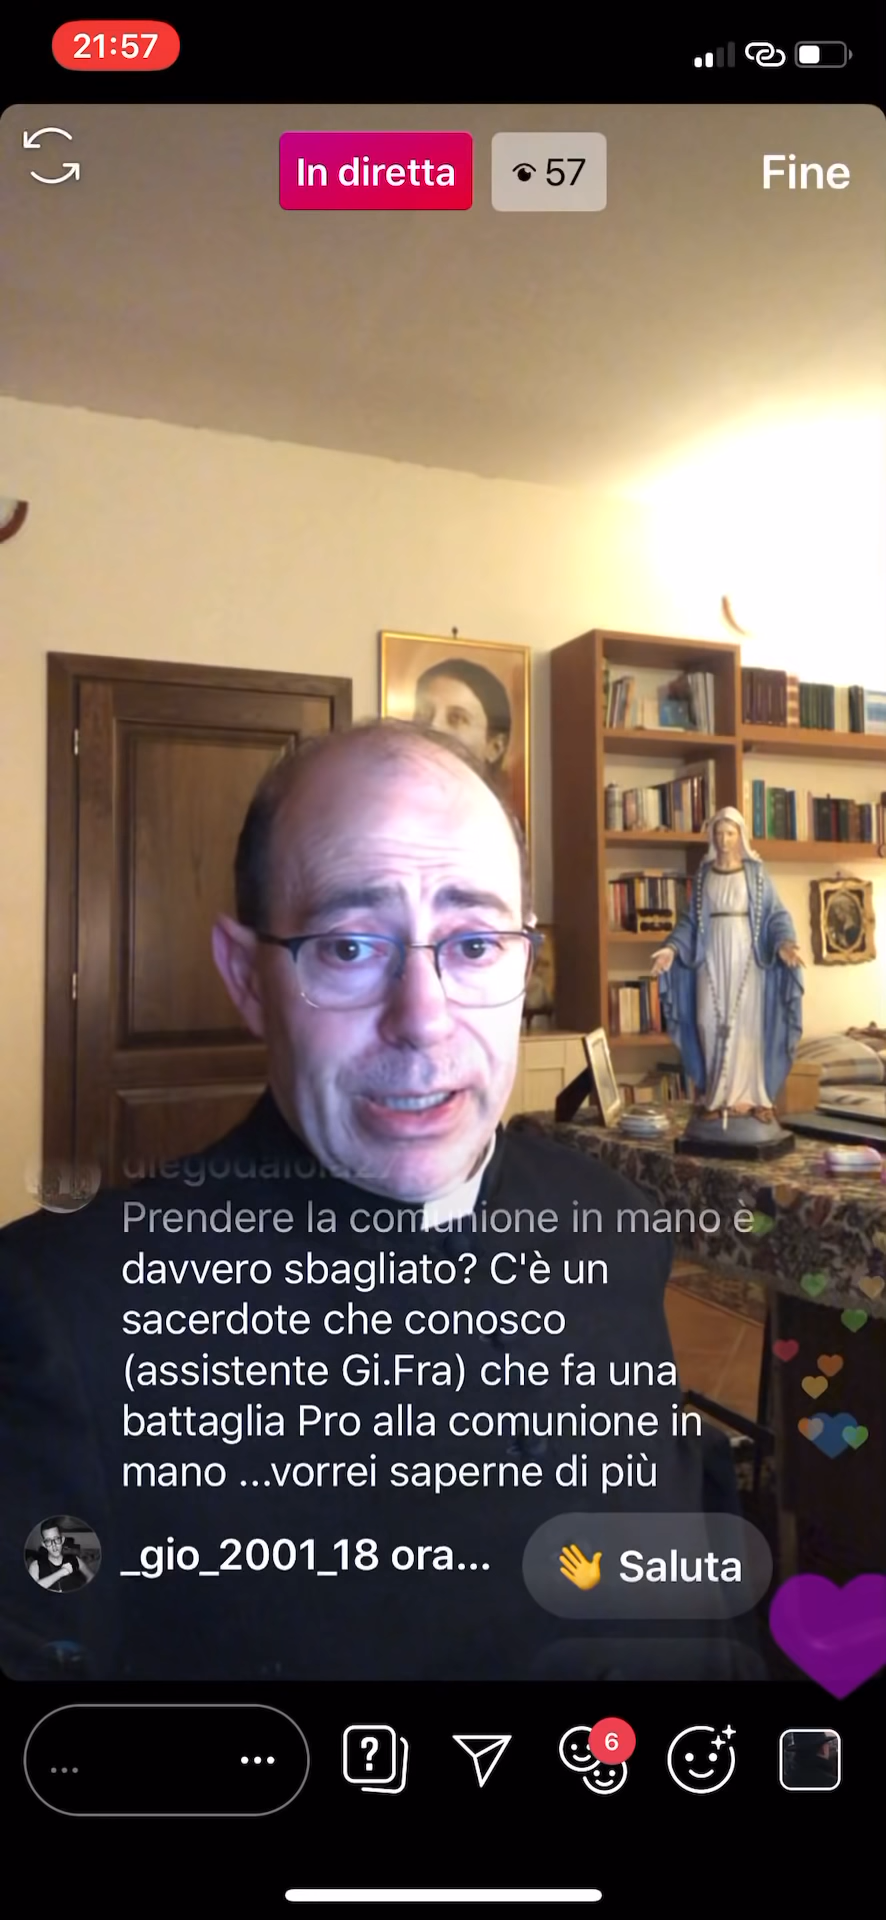 21:57
In diretta
57
Fine
Prendere la comunione in mano è
davvero sbagliato? C'è un
sacerdote che conosco
(assistente Gi.Fra) che fa una
battaglia Pro alla comunione in
mano ...vorrei saperne di più
_gio_2001_18 ora...
👋 Saluta
...
6